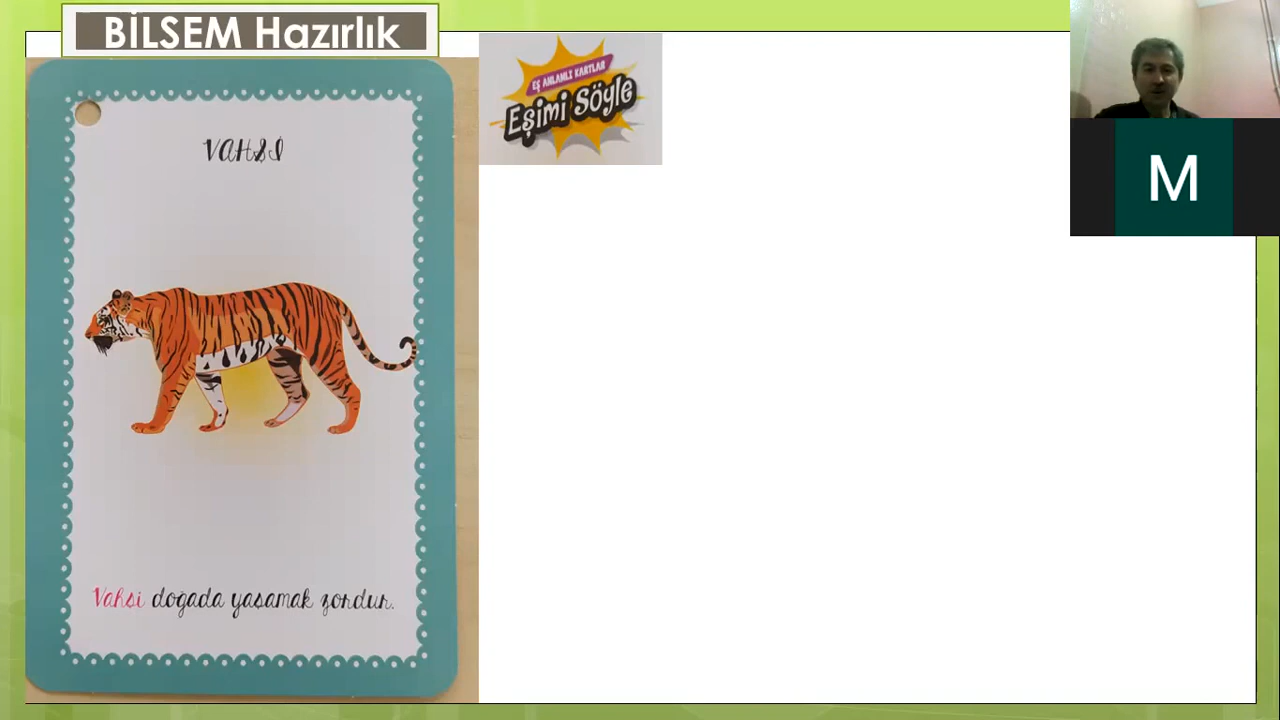 BİLSEM Hazırlık
EŞ ANLAMLI KARTLAR
Eşimi Söyle
VAHŞİ
Vahşi doğada yaşamak zordur.
M